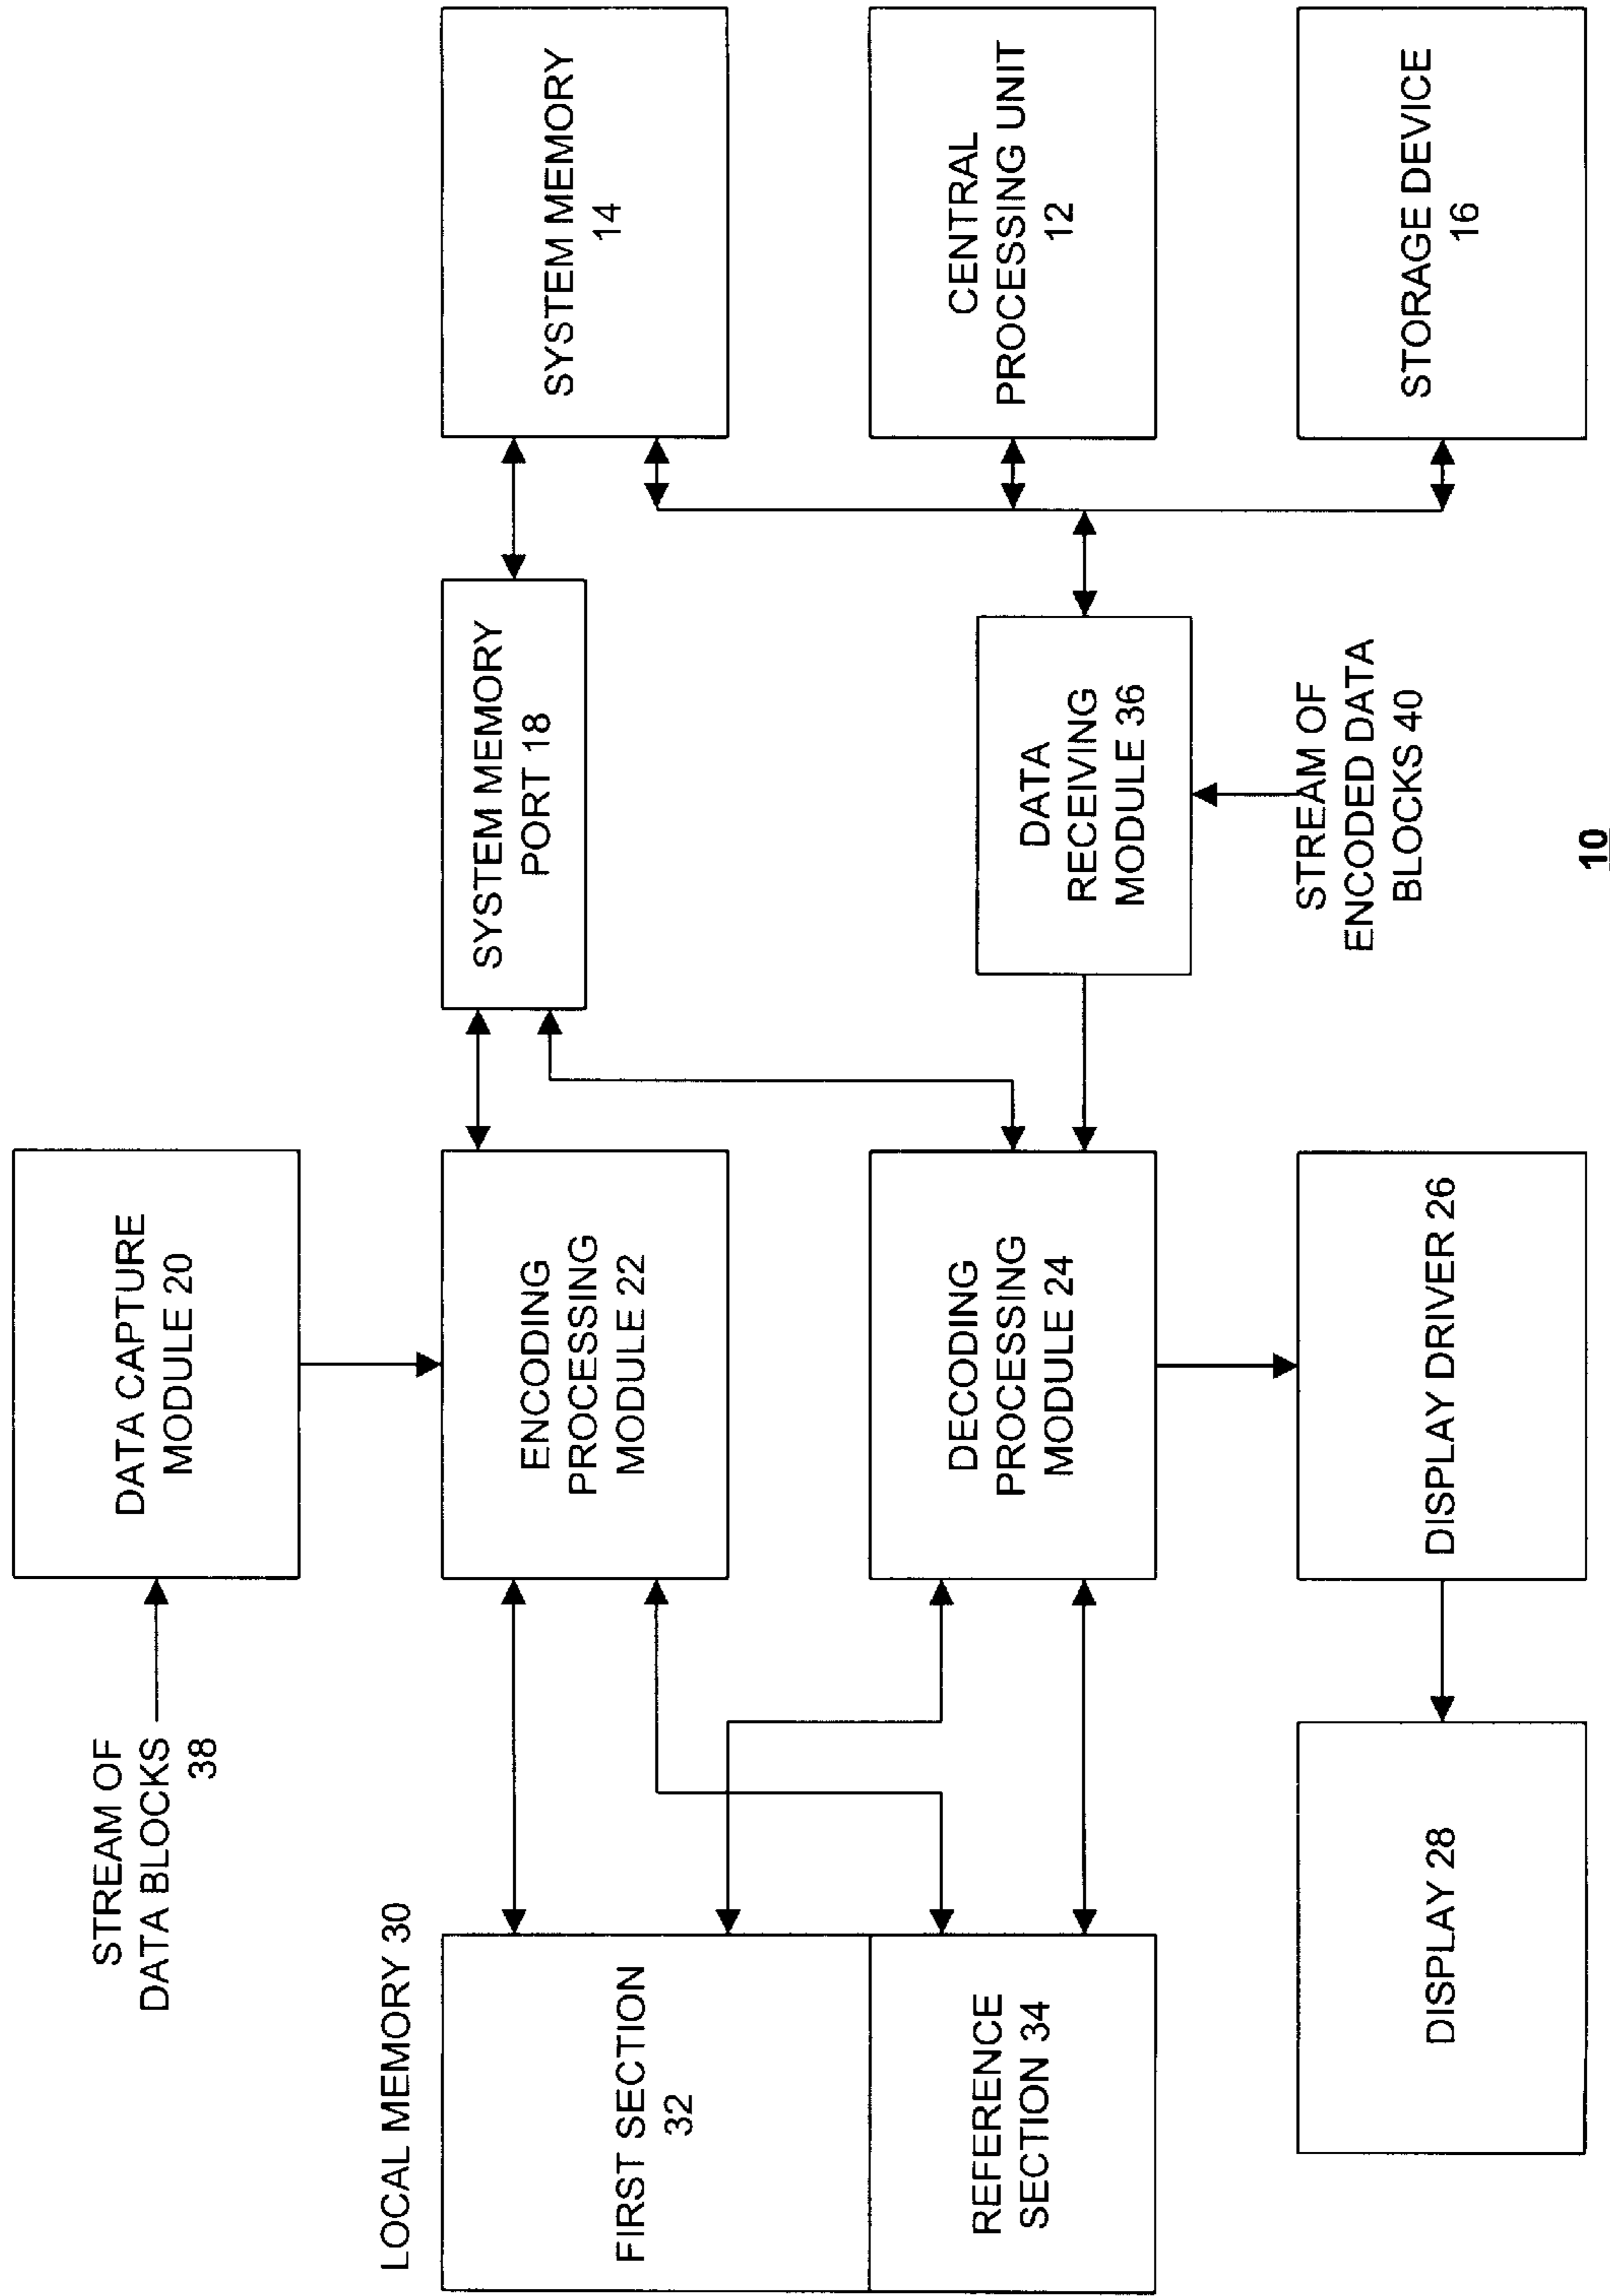 STREAM OF
DATA BLOCKS
38
DATA CAPTURE
MODULE 20
LOCAL MEMORY 30
FIRST SECTION
32
REFERENCE
SECTION 34
ENCODING
PROCESSING
MODULE 22
DECODING
PROCESSING
MODULE 24
SYSTEM MEMORY
PORT 18
SYSTEM MEMORY
14
CENTRAL
PROCESSING UNIT
12
DATA
RECEIVING
MODULE 36
STREAM OF
ENCODED DATA
BLOCKS 40
STORAGE DEVICE
16
DISPLAY 28
DISPLAY DRIVER 26
10